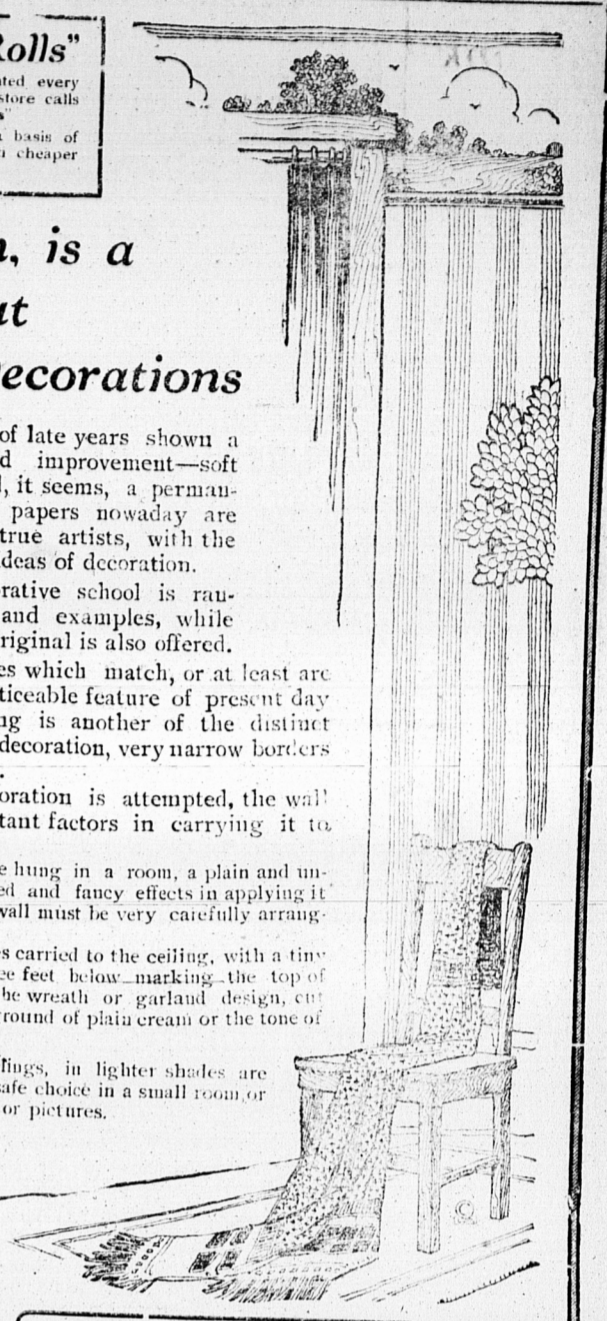 Rolls"
ted every
store calls
s"
a basis of
n cheaper
n, is a
ut
ecorations
of late years shown a
d improvement—soft
l, it seems, a perman-
papers nowaday are
true artists, with the
deas of decoration.
rative school is ran-
and examples, while
riginal is also offered.
es which match, or at least are
ticeable feature of present day
ng is another of the distinct
decoration, very narrow borders
oration is attempted, the wall
tant factors in carrying it to
e hung in a room, a plain and un-
ed and fancy effects in applying it
wall must be very carefully arrang-
s carried to the ceiling, with a tiny
ee feet below marking the top of
he wreath or garland design, cut
round of plain cream or the tone of
lings, in lighter shades are
safe choice in a small room or
or pictures.